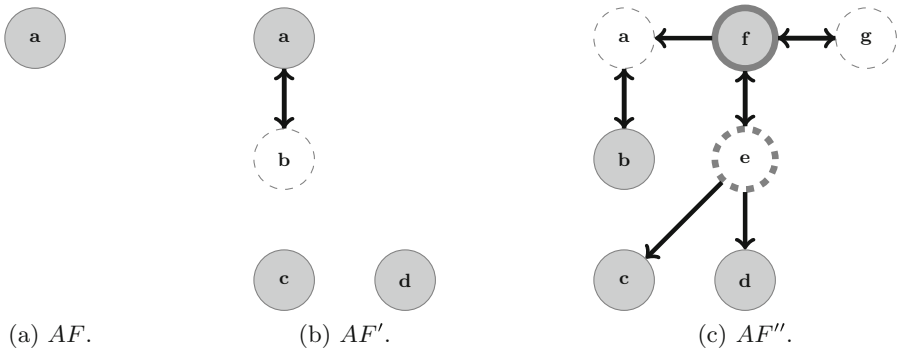 a a a f g
b b e
c d c d
(a) AF. (b) AF′. (c) AF′′.